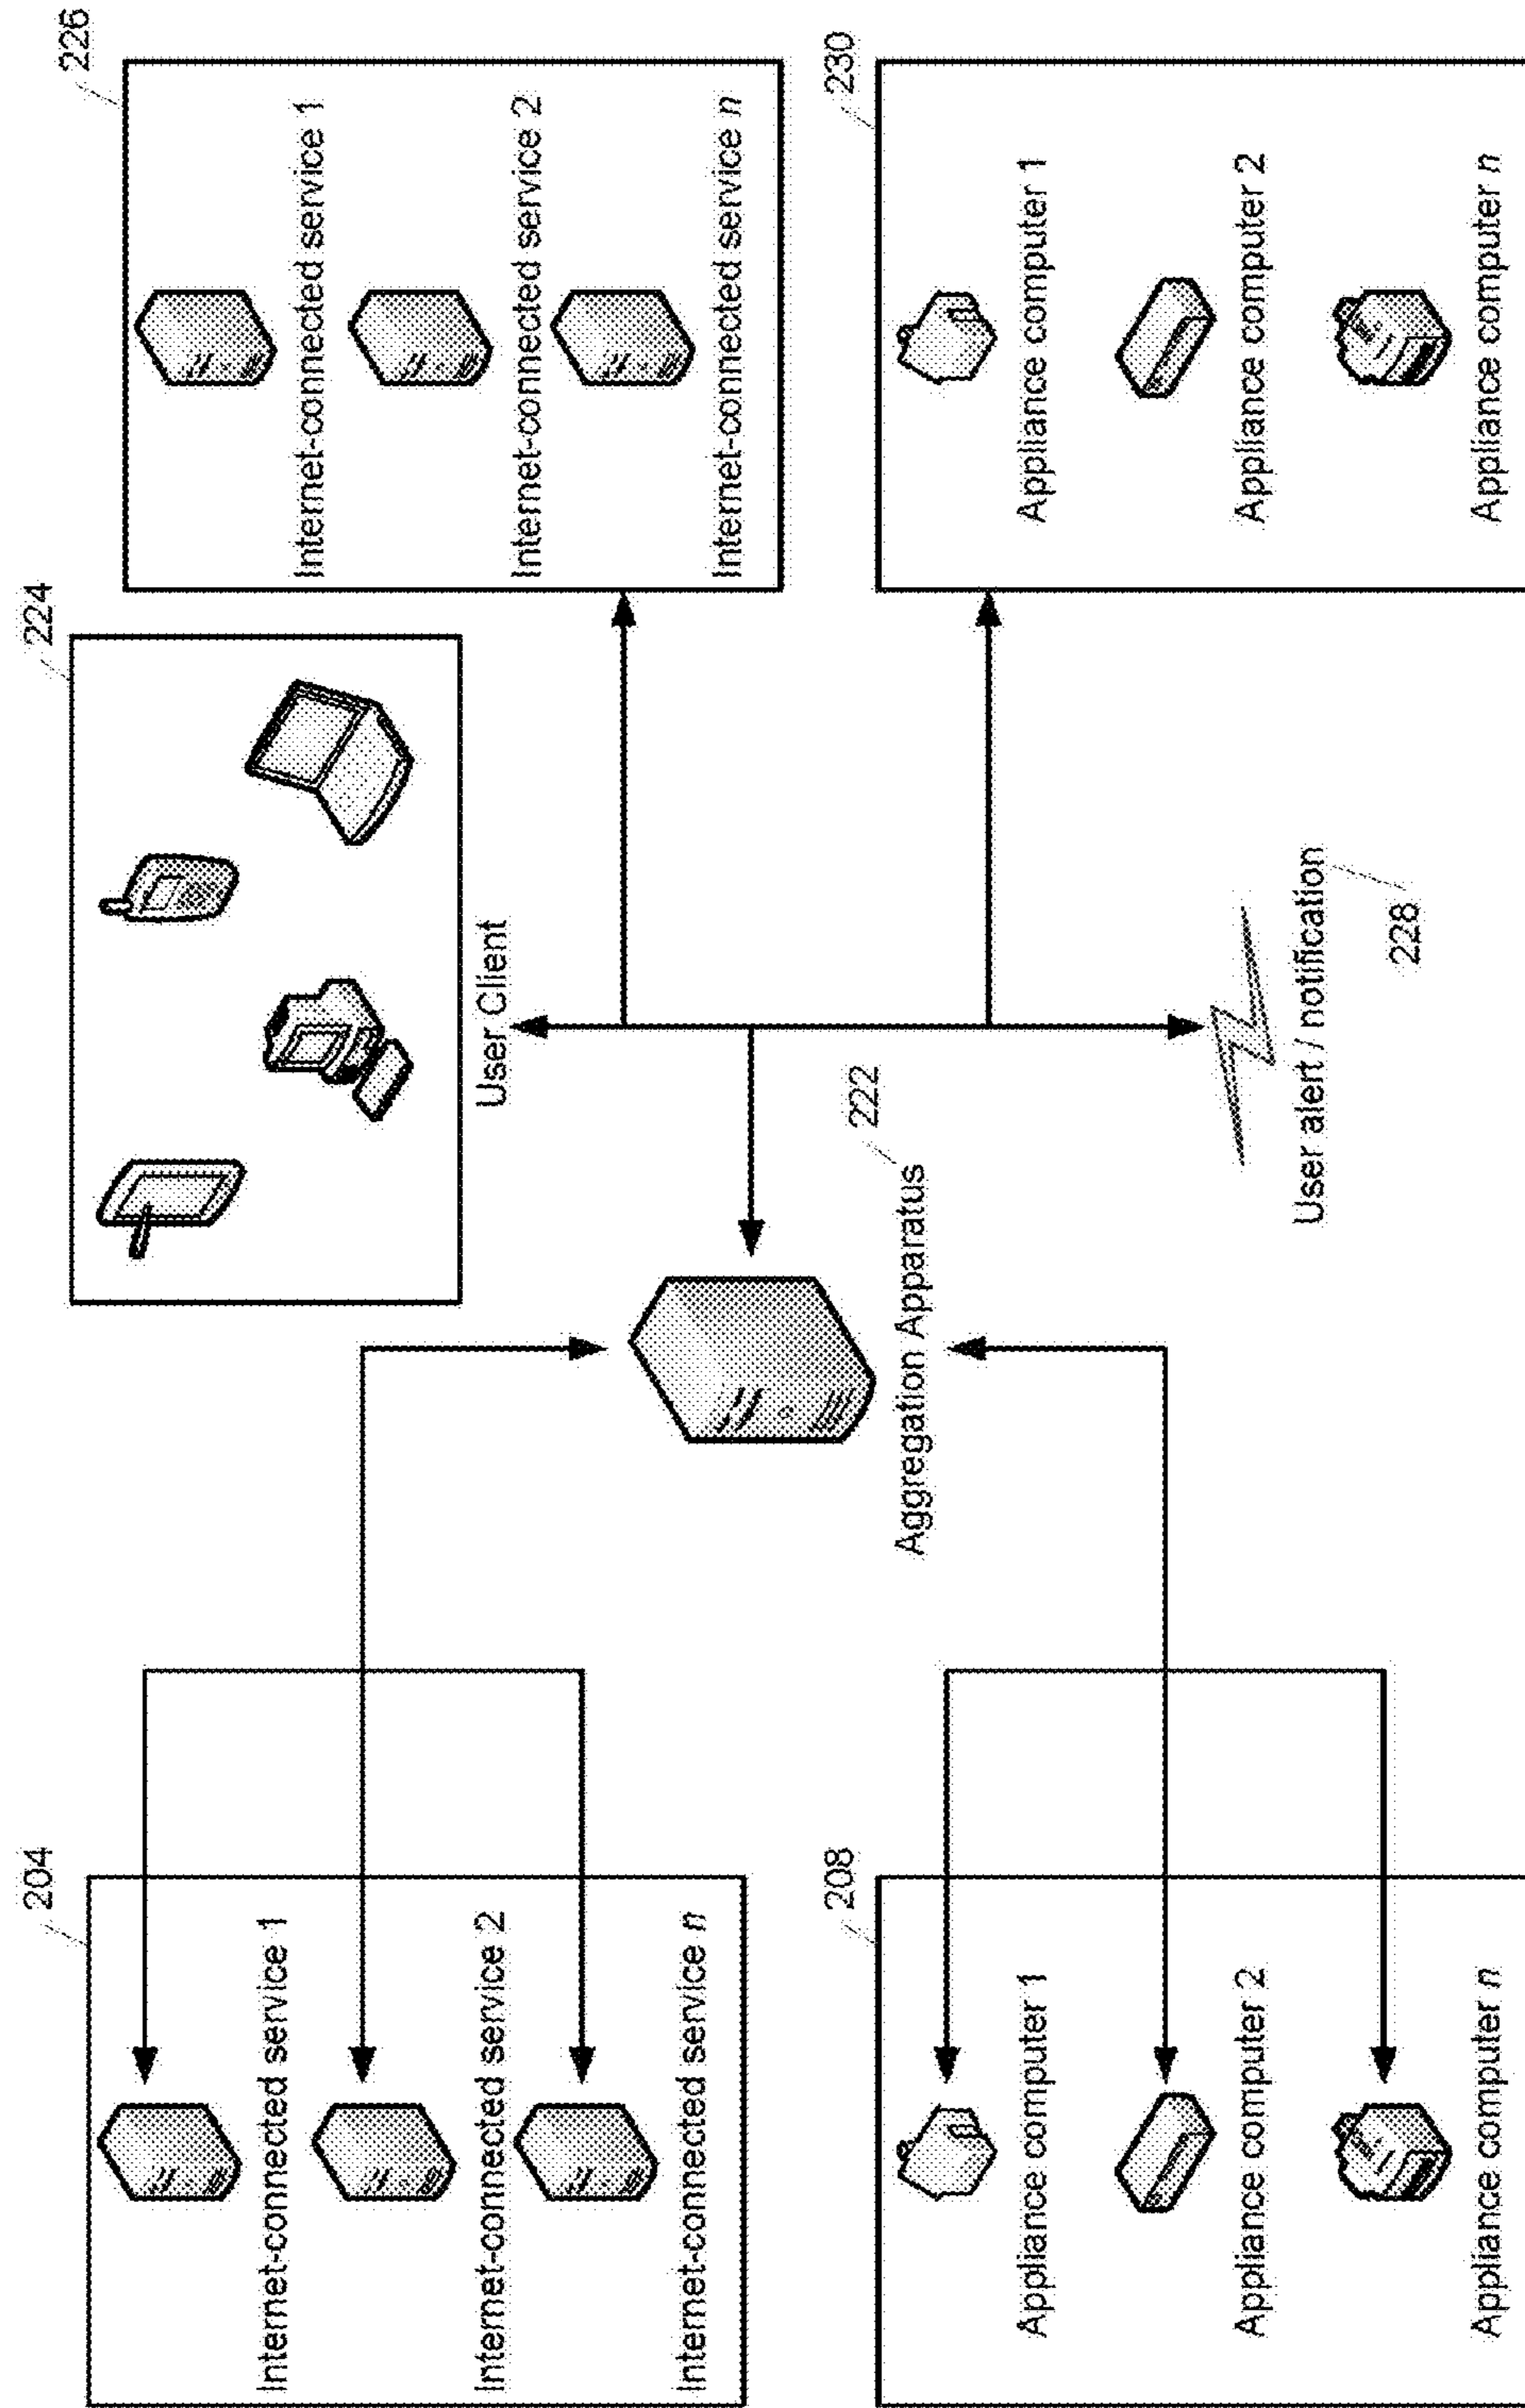 204
Internet-connected service 1
Internet-connected service 2
Internet-connected service n
208
Appliance computer 1
Appliance computer 2
Appliance computer n
Aggregation Apparatus
222
224
User Client
User alert / notification
228
226
Internet-connected service 1
Internet-connected service 2
Internet-connected service n
230
Appliance computer 1
Appliance computer 2
Appliance computer n